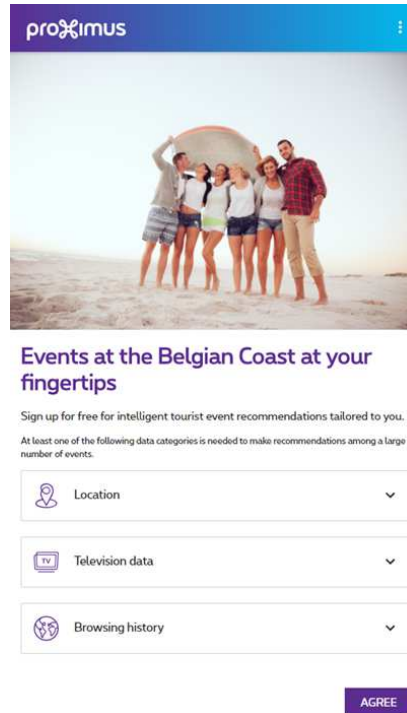 proximus
Events at the Belgian Coast at your
fingertips
Sign up for free for intelligent tourist event recommendations tailored to you.
At least one of the following data categories is needed to make recommendations among a large
number of events.
Location
TV
Television data
Browsing history
AGREE